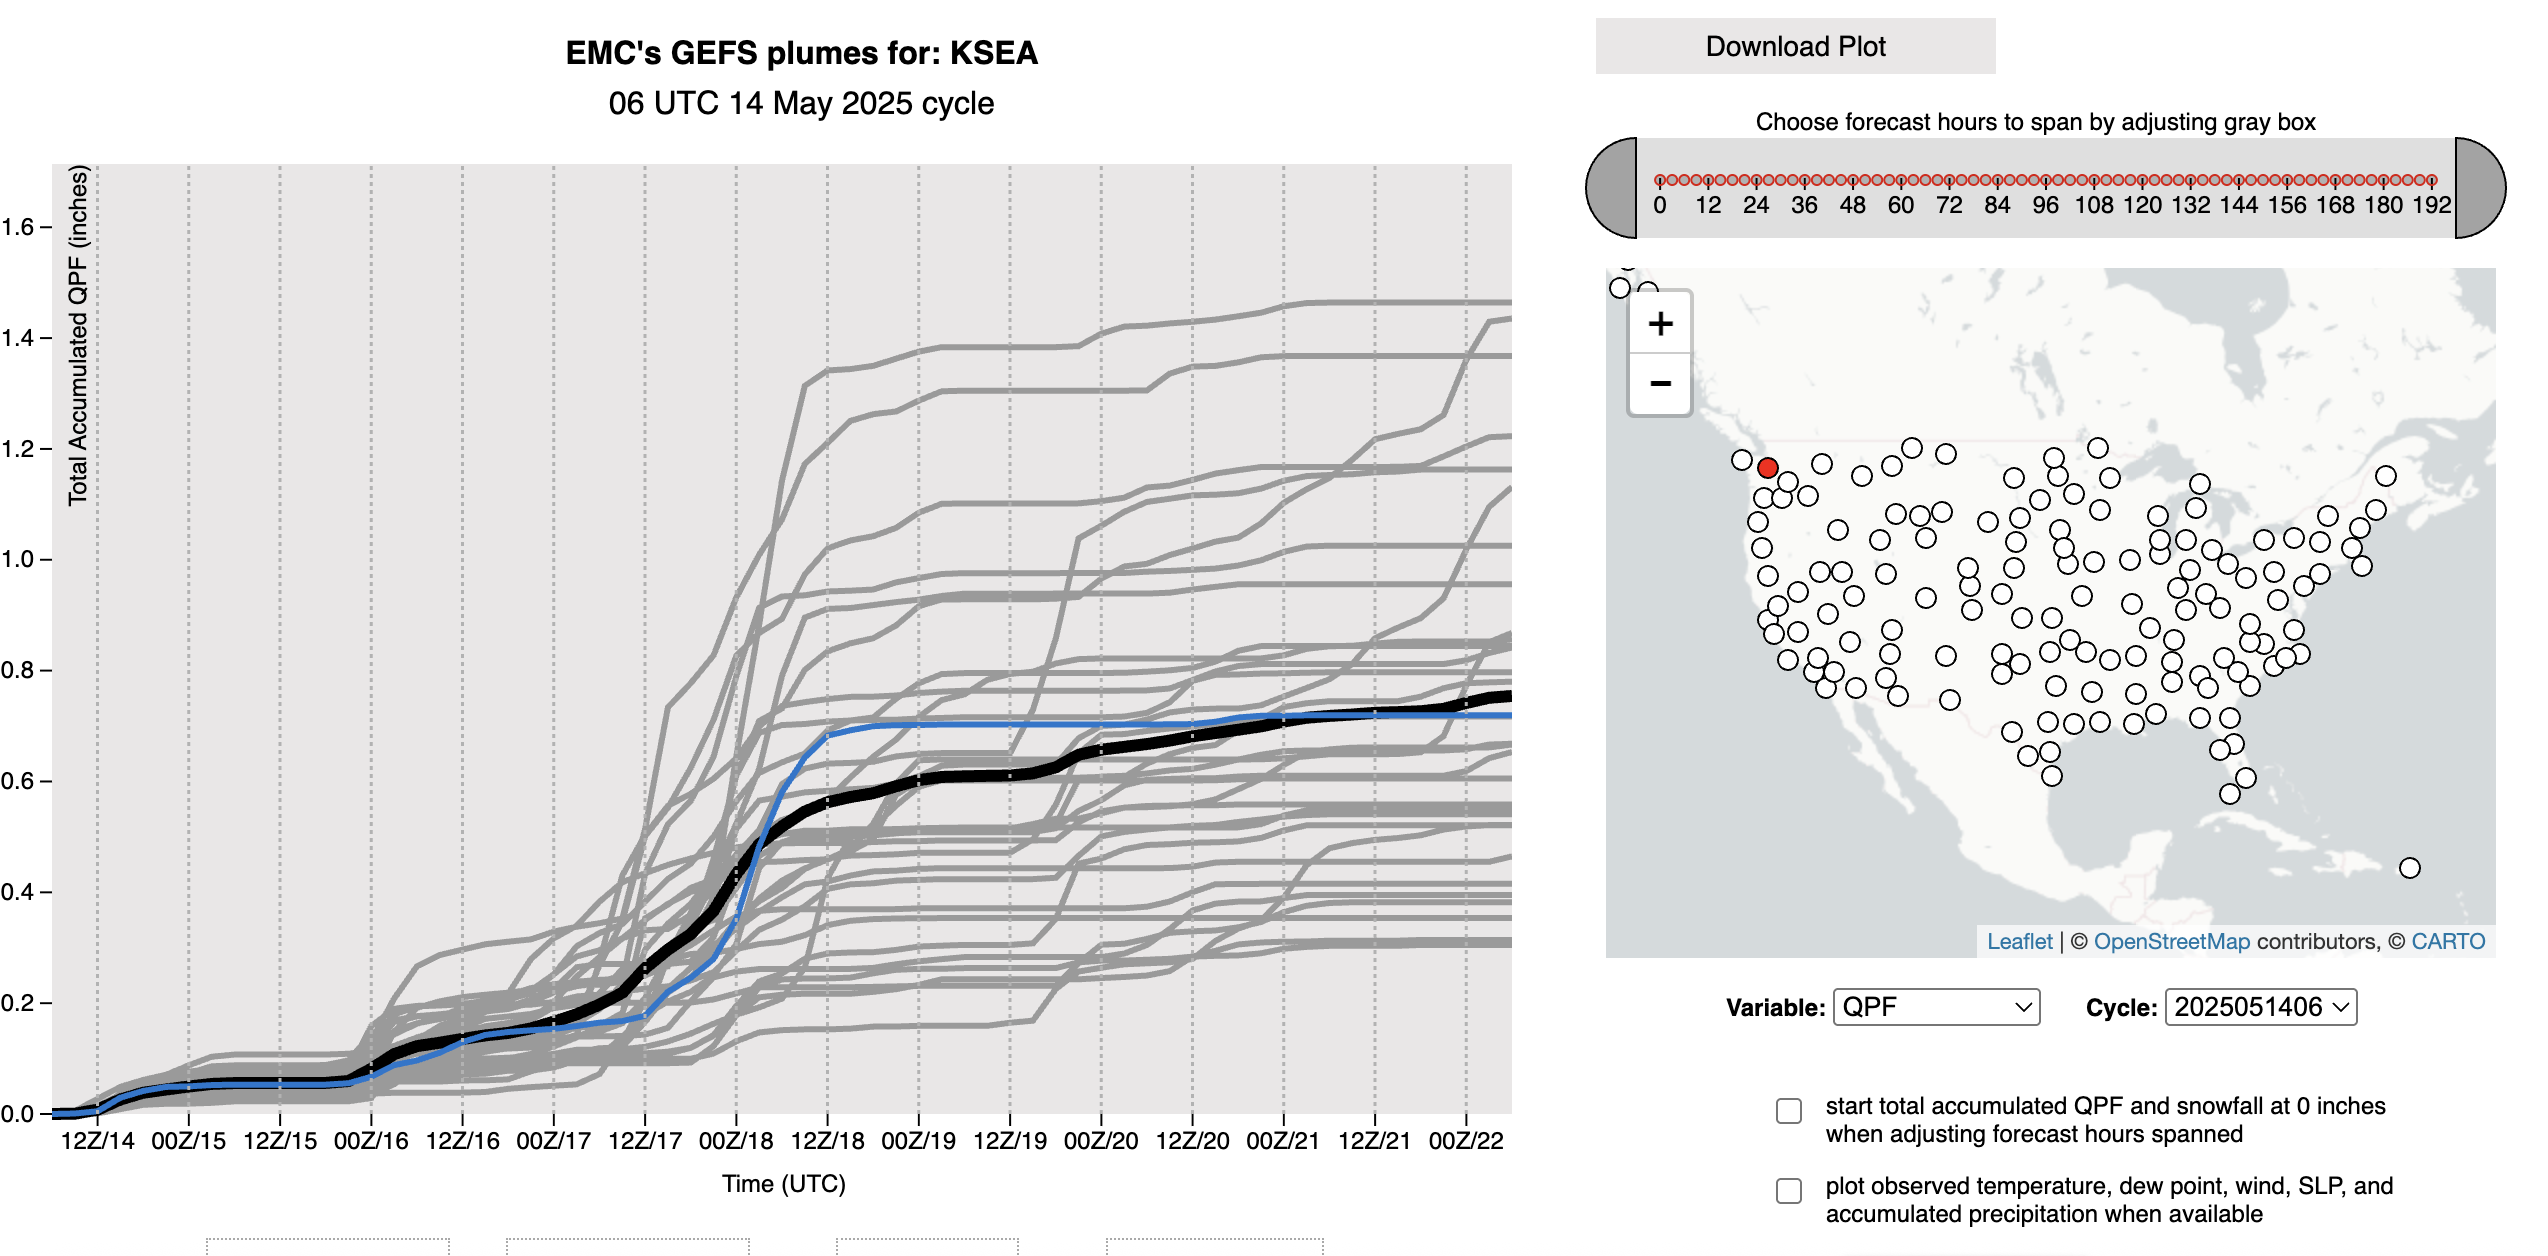 EMC's GEFS plumes for: KSEA
06 UTC 14 May 2025 cycle
Total Accumulated QPF (inches)
1.6
1.4
1.2
1.0
0.8
0.6
0.4
0.2
0.0
12Z/14 00Z/15 12Z/15 00Z/16 12Z/16 00Z/17 12Z/17 00Z/18 12Z/18 00Z/19 12Z/19 00Z/20 12Z/20 00Z/21 12Z/21 00Z/22
Time (UTC)
Download Plot
Choose forecast hours to span by adjusting gray box
0 12 24 36 48 60 72 84 96 108 120 132 144 156 168 180 192
+
−
Leaflet | © OpenStreetMap contributors, © CARTO
Variable: QPF Cycle: 2025051406
start total accumulated QPF and snowfall at 0 inches
when adjusting forecast hours spanned
plot observed temperature, dew point, wind, SLP, and
accumulated precipitation when available